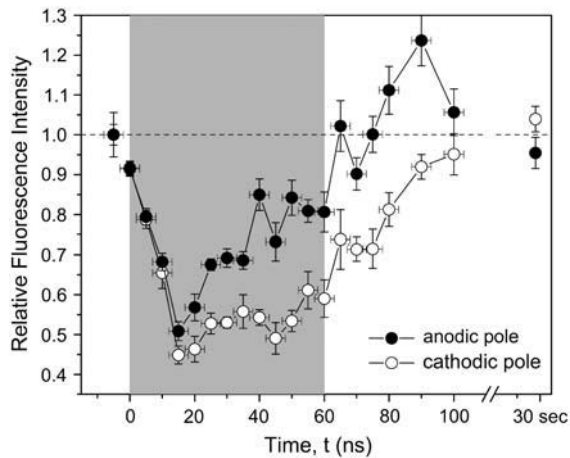 Relative Fluorescence Intensity
1.3
1.2
1.1
1.0
0.9
0.8
0.7
0.6
0.5
0.4
anodic pole
cathodic pole
0 20 40 60 80 100 30 sec
Time, t (ns)